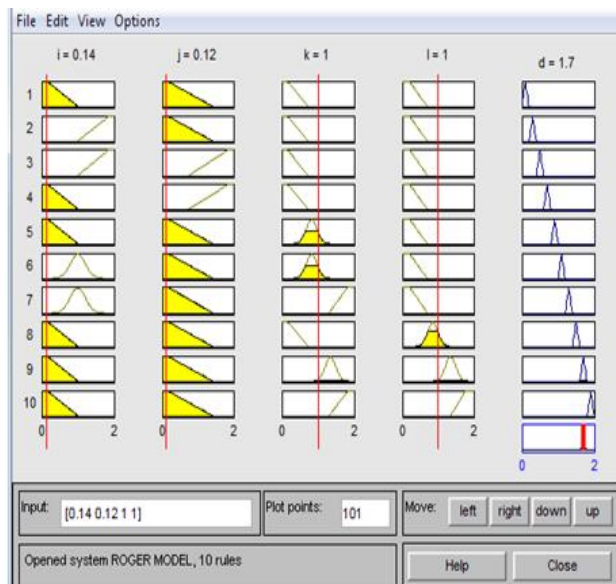 File Edit View Options
i = 0.14 j = 0.12 k = 1 l = 1 d = 1.7
1
2
3
4
5
6
7
8
9
10
0 2 0 2 0 2 0 2
0 2
Input: [0.14 0.12 1 1] Plot points: 101 Move: left right down up
Opened system ROGER MODEL, 10 rules Help Close